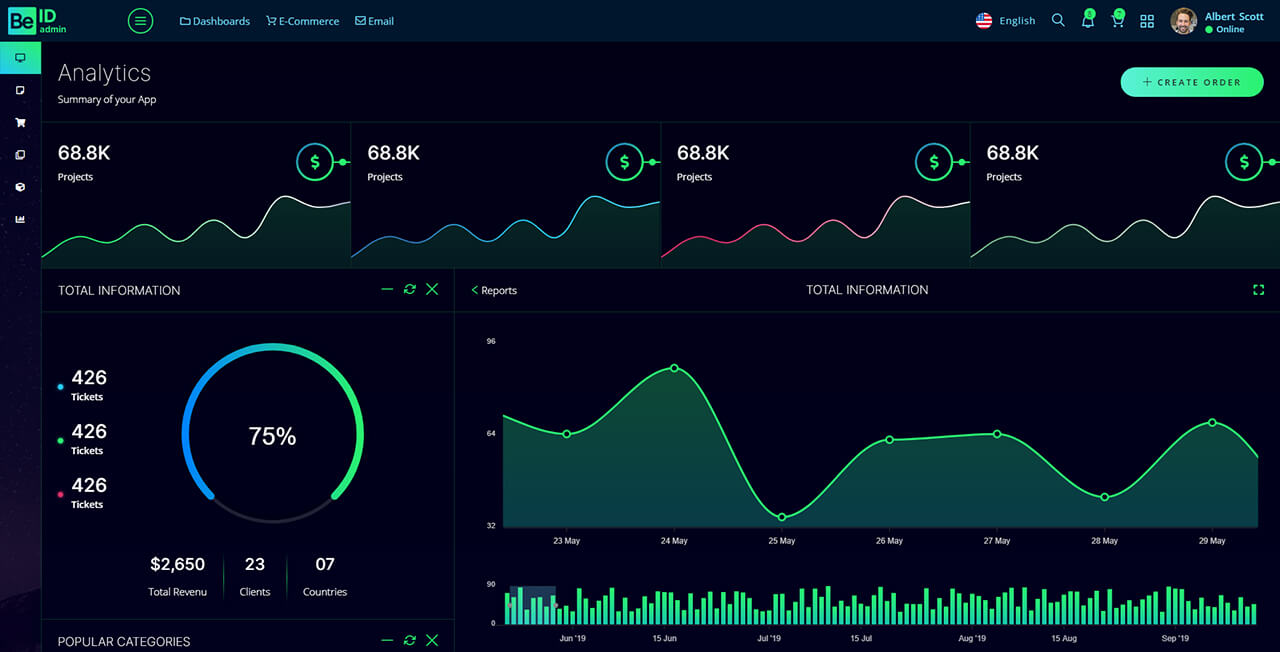 Be ID
admin
Dashboards
E-Commerce
Email
English
3
7
Albert Scott
Online
Analytics
Summary of your App
+ CREATE ORDER
68.8K
Projects
$
68.8K
Projects
$
68.8K
Projects
$
68.8K
Projects
$
TOTAL INFORMATION
426
Tickets
426
Tickets
426
Tickets
75%
$2,650
Total Revenu
23
Clients
07
Countries
POPULAR CATEGORIES
Reports
TOTAL INFORMATION
96
64
32
23 May
24 May
25 May
26 May
27 May
28 May
29 May
90
0
Jun '19
15 Jun
Jul '19
15 Jul
Aug '19
15 Aug
Sep '19